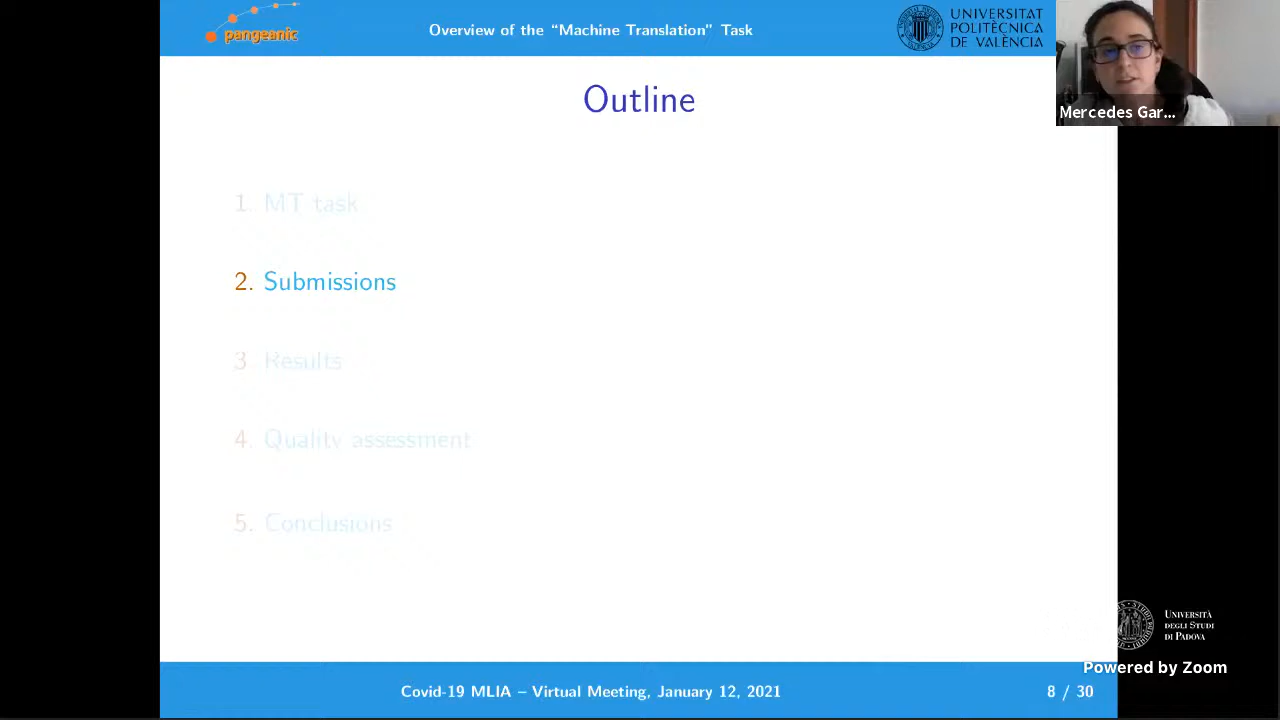 pangeanic
Overview of the “Machine Translation” Task
UNIVERSITAT
POLITÈCNICA
DE VALÈNCIA
Mercedes Gar...
Outline
1. MT task
2. Submissions
3. Results
4. Quality assessment
5. Conclusions
UNIVERSITÀ
DEGLI STUDI
DI PADOVA
Powered by Zoom
Covid-19 MLIA – Virtual Meeting, January 12, 2021
8 / 30